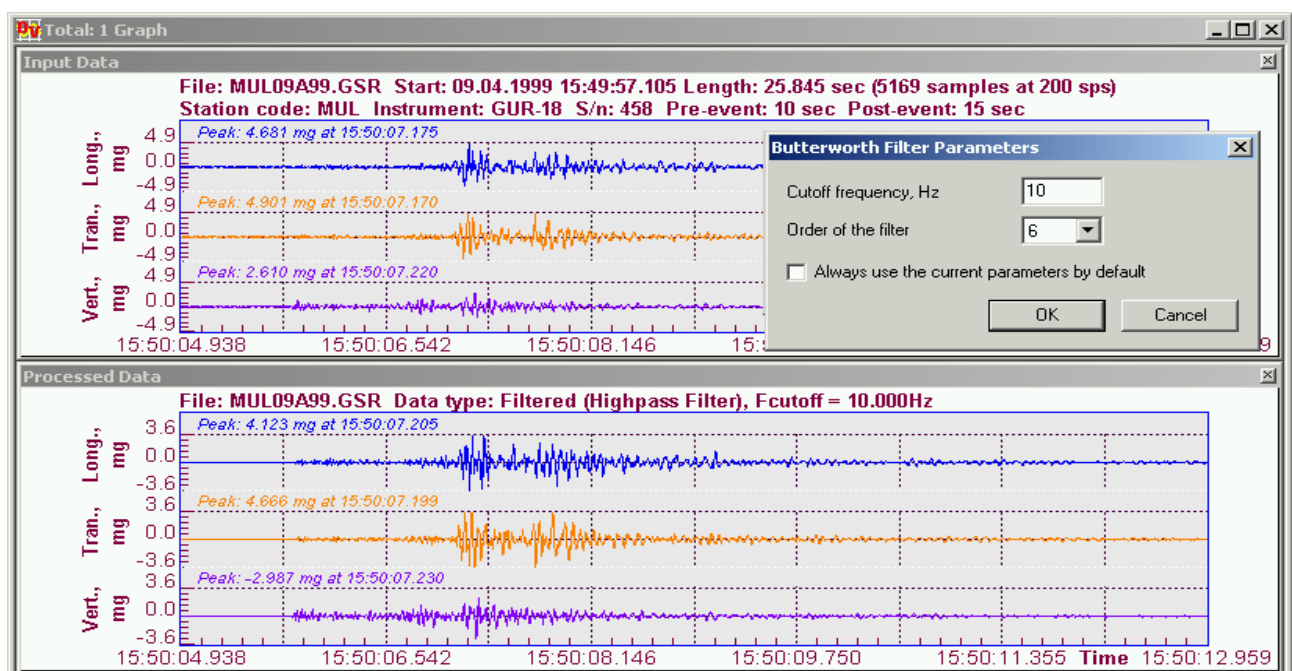 DV Total: 1 Graph
Input Data
File: MUL09A99.GSR Start: 09.04.1999 15:49:57.105 Length: 25.845 sec (5169 samples at 200 sps)
Station code: MUL Instrument: GUR-18 S/n: 458 Pre-event: 10 sec Post-event: 15 sec
Long., mg
4.9
0.0
-4.9
Peak: 4.681 mg at 15:50:07.175
Tran., mg
4.9
0.0
-4.9
Peak: 4.901 mg at 15:50:07.170
Vert., mg
4.9
0.0
-4.9
Peak: 2.610 mg at 15:50:07.220
15:50:04.938 15:50:06.542 15:50:08.146 15: 9
Butterworth Filter Parameters
Cutoff frequency, Hz 10
Order of the filter 6
Always use the current parameters by default
OK Cancel
Processed Data
File: MUL09A99.GSR Data type: Filtered (Highpass Filter), Fcutoff = 10.000Hz
Long., mg
3.6
0.0
-3.6
Peak: 4.123 mg at 15:50:07.205
Tran., mg
3.6
0.0
-3.6
Peak: 4.666 mg at 15:50:07.199
Vert., mg
3.6
0.0
-3.6
Peak: -2.987 mg at 15:50:07.230
15:50:04.938 15:50:06.542 15:50:08.146 15:50:09.750 15:50:11.355 Time 15:50:12.959